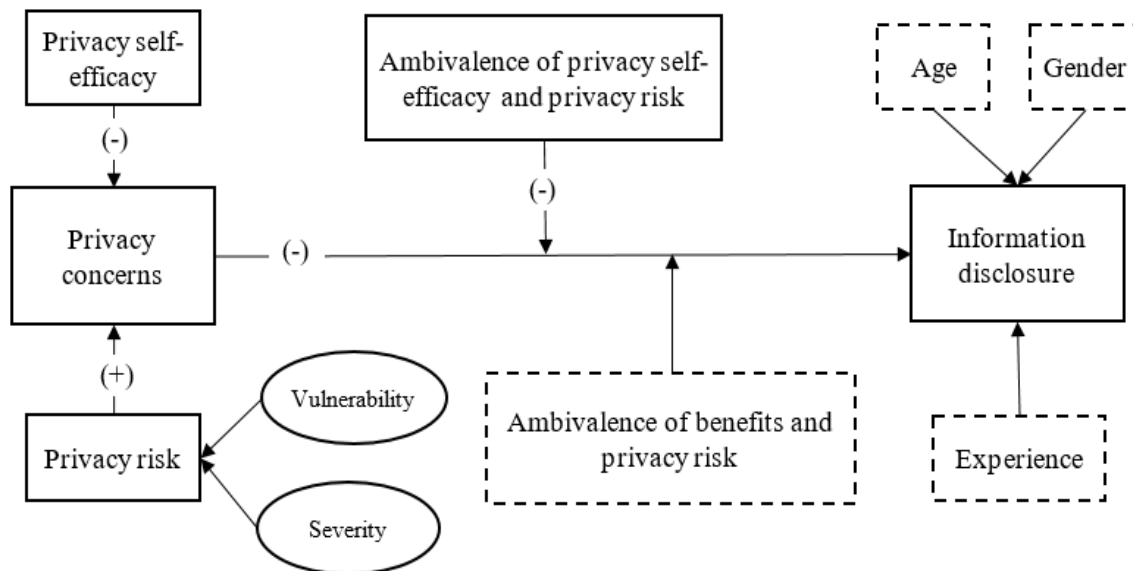 Privacy self-
efficacy
Ambivalence of privacy self-
efficacy and privacy risk
Age
Gender
(-)
(-)
Privacy
concerns
(-)
Information
disclosure
(+)
Vulnerability
Privacy risk
Severity
Ambivalence of benefits and
privacy risk
Experience